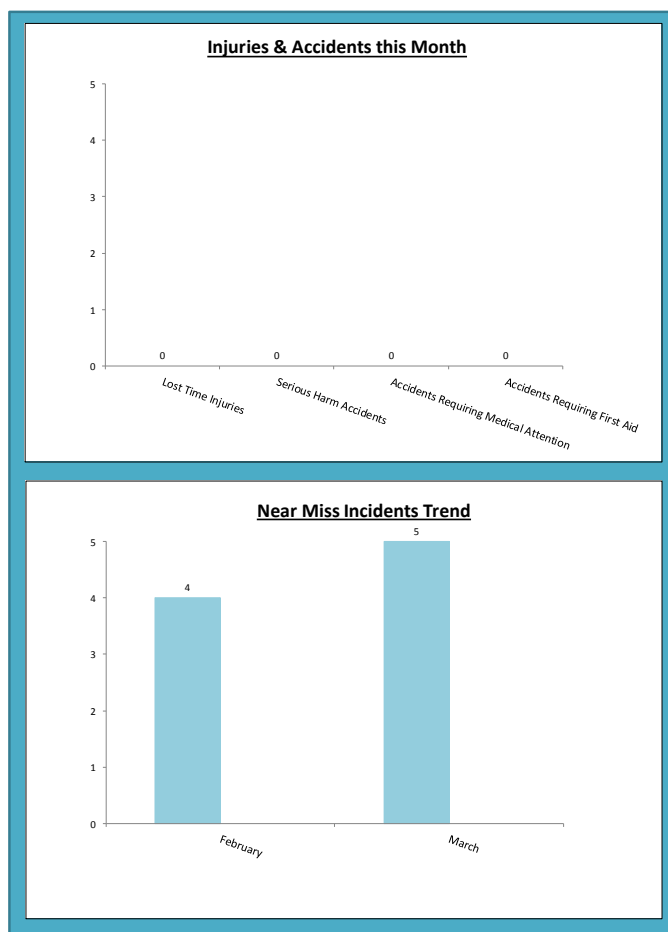 Injuries & Accidents this Month
5
4
3
2
1
0
0 0 0 0
Lost Time Injuries
Serious Harm Accidents
Accidents Requiring Medical Attention
Accidents Requiring First Aid
Near Miss Incidents Trend
5
5
4
4
3
2
1
0
February
March